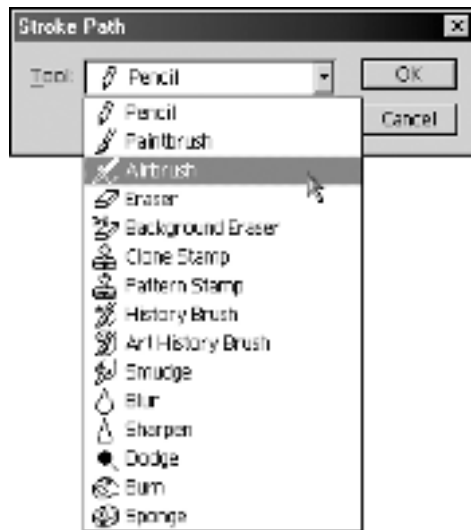 Stroke Path
Tool: Pencil OK
Cancel
Pencil
Paintbrush
Airbrush
Eraser
Background Eraser
Clone Stamp
Pattern Stamp
History Brush
Art History Brush
Smudge
Blur
Sharpen
Dodge
Burn
Sponge